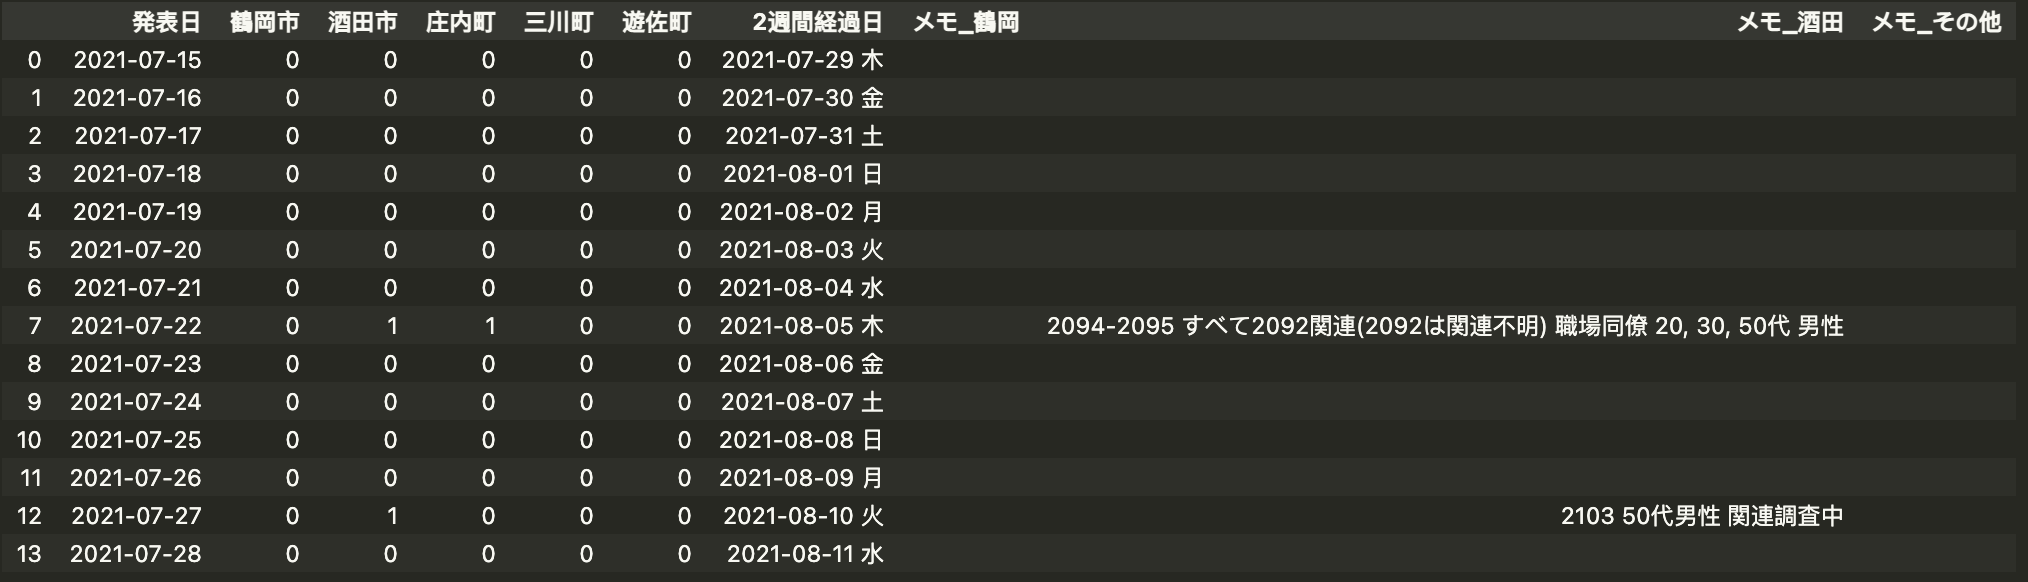 発表日 鶴岡市 酒田市 庄内町 三川町 遊佐町 2週間経過日 メモ_鶴岡 メモ_酒田 メモ_その他
0 2021-07-15 0 0 0 0 0 2021-07-29 木
1 2021-07-16 0 0 0 0 0 2021-07-30 金
2 2021-07-17 0 0 0 0 0 2021-07-31 土
3 2021-07-18 0 0 0 0 0 2021-08-01 日
4 2021-07-19 0 0 0 0 0 2021-08-02 月
5 2021-07-20 0 0 0 0 0 2021-08-03 火
6 2021-07-21 0 0 0 0 0 2021-08-04 水
7 2021-07-22 0 1 1 0 0 2021-08-05 木 2094-2095 すべて2092関連(2092は関連不明) 職場同僚 20, 30, 50代 男性
8 2021-07-23 0 0 0 0 0 2021-08-06 金
9 2021-07-24 0 0 0 0 0 2021-08-07 土
10 2021-07-25 0 0 0 0 0 2021-08-08 日
11 2021-07-26 0 0 0 0 0 2021-08-09 月
12 2021-07-27 0 1 0 0 0 2021-08-10 火 2103 50代男性 関連調査中
13 2021-07-28 0 0 0 0 0 2021-08-11 水